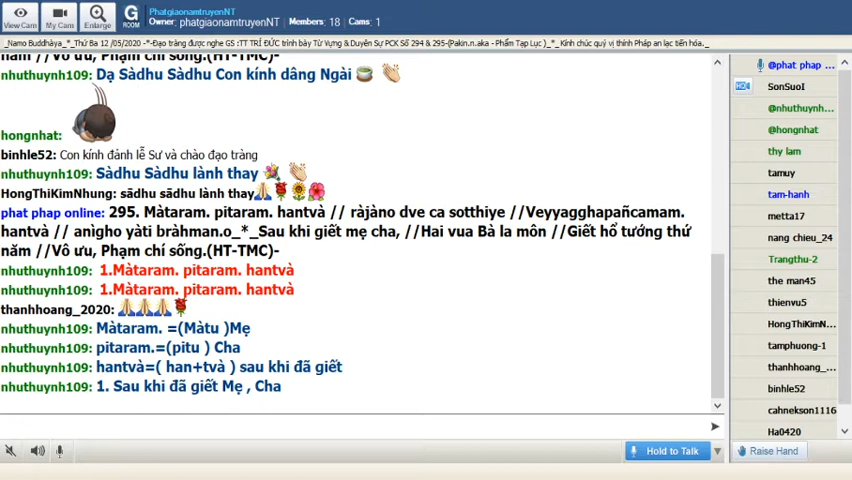 View Cam
My Cam
Enlarge
G
ROOM
PhatgiaonamtruyenNT
Owner: phatgiaonamtruyenNT Members: 18 Cams: 1
_Namo Buddhàya_*_Thứ Ba 12 /05/2020 -*-Đạo tràng được nghe GS :TT TRÍ ĐỨC trình bày Từ Vựng &Duyên Sự PCK Số 294 & 295-(Pakin.n.aka - Phẩm Tạp Lục )_*_ Kính chúc quý vị thính Pháp an lạc tiến hóa._
năm //Vô ưu, Phạm chí sống.(HT-TMC)-
nhuthuynh109: Dạ Sàdhu Sàdhu Con kính dâng Ngài
hongnhat:
binhle52: Con kính đảnh lễ Sư và chào đạo tràng
nhuthuynh109: Sàdhu Sàdhu lành thay
HongThiKimNhung: sādhu sādhu lành thay
phat phap online: 295. Màtaram. pitaram. hantvà // ràjàno dve ca sotthiye //Veyyagghapañcamam.
hantvà // anìgho yàti bràhman.o_*_Sau khi giết mẹ cha, //Hai vua Bà la môn //Giết hổ tướng thứ
năm //Vô ưu, Phạm chí sống.(HT-TMC)-
nhuthuynh109: 1.Màtaram. pitaram. hantvà
nhuthuynh109: 1.Màtaram. pitaram. hantvà
thanhhoang_2020:
nhuthuynh109: Màtaram. =(Màtu )Mẹ
nhuthuynh109: pitaram.=(pitu ) Cha
nhuthuynh109: hantvà=( han+tvà ) sau khi đã giết
nhuthuynh109: 1. Sau khi đã giết Mẹ , Cha
@phat phap ...
HD
SonSuoI
@nhuthuynh...
@hongnhat
thy lam
tamuy
tam-hanh
metta17
nang chieu_24
Trangthu-2
the man45
thienvu5
HongThiKimN...
tamphuong-1
thanhhoang_...
binhle52
cahnekson1116
Ha0420
Hold to Talk
Raise Hand